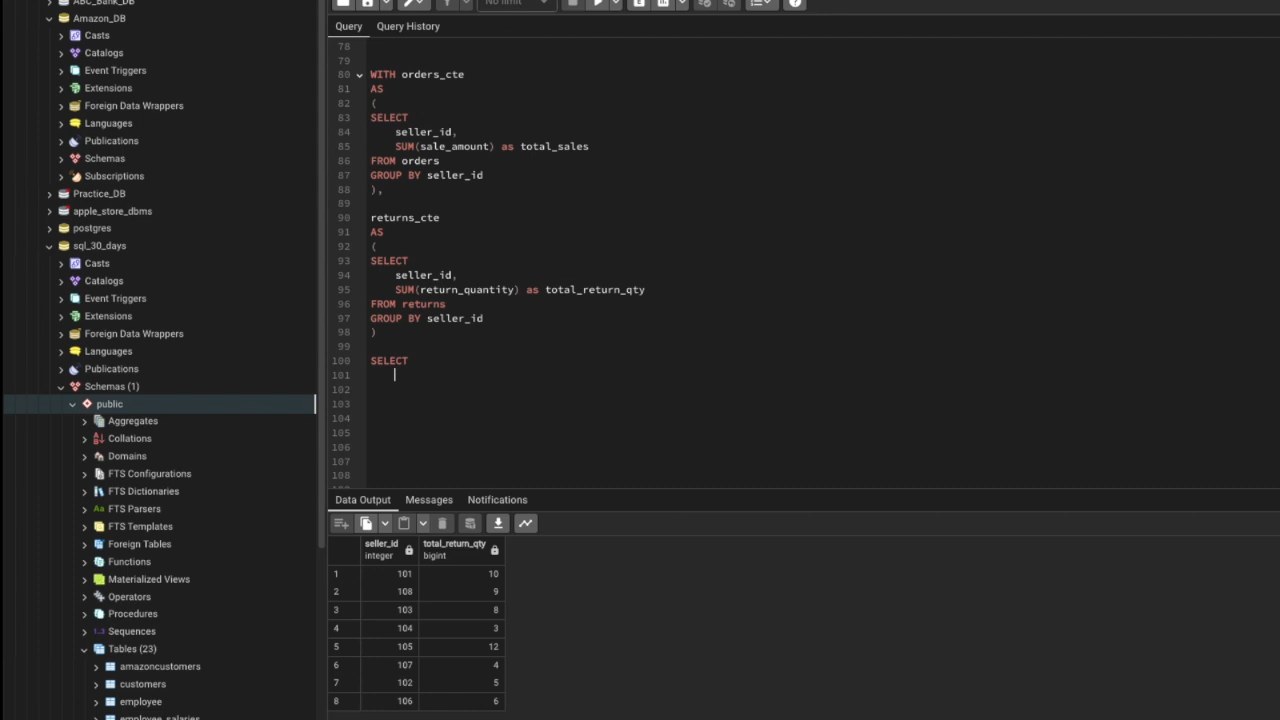 ABC_Bank_DB
Amazon_DB
Casts
Catalogs
Event Triggers
Extensions
Foreign Data Wrappers
Languages
Publications
Schemas
Subscriptions
Practice_DB
apple_store_dbms
postgres
sql_30_days
Casts
Catalogs
Event Triggers
Extensions
Foreign Data Wrappers
Languages
Publications
Schemas (1)
public
Aggregates
Collations
Domains
FTS Configurations
FTS Dictionaries
FTS Parsers
FTS Templates
Foreign Tables
Functions
Materialized Views
Operators
Procedures
Sequences
Tables (23)
amazoncustomers
customers
employee
employee_salaries
No limit
Query Query History
78
79
80 WITH orders_cte
81 AS
82 (
83 SELECT
84 seller_id,
85 SUM(sale_amount) as total_sales
86 FROM orders
87 GROUP BY seller_id
88 ),
89
90 returns_cte
91 AS
92 (
93 SELECT
94 seller_id,
95 SUM(return_quantity) as total_return_qty
96 FROM returns
97 GROUP BY seller_id
98 )
99
100 SELECT
101
102
103
104
105
106
107
108
Data Output Messages Notifications
seller_id total_return_qty
integer bigint
1 101 10
2 108 9
3 103 8
4 104 3
5 105 12
6 107 4
7 102 5
8 106 6